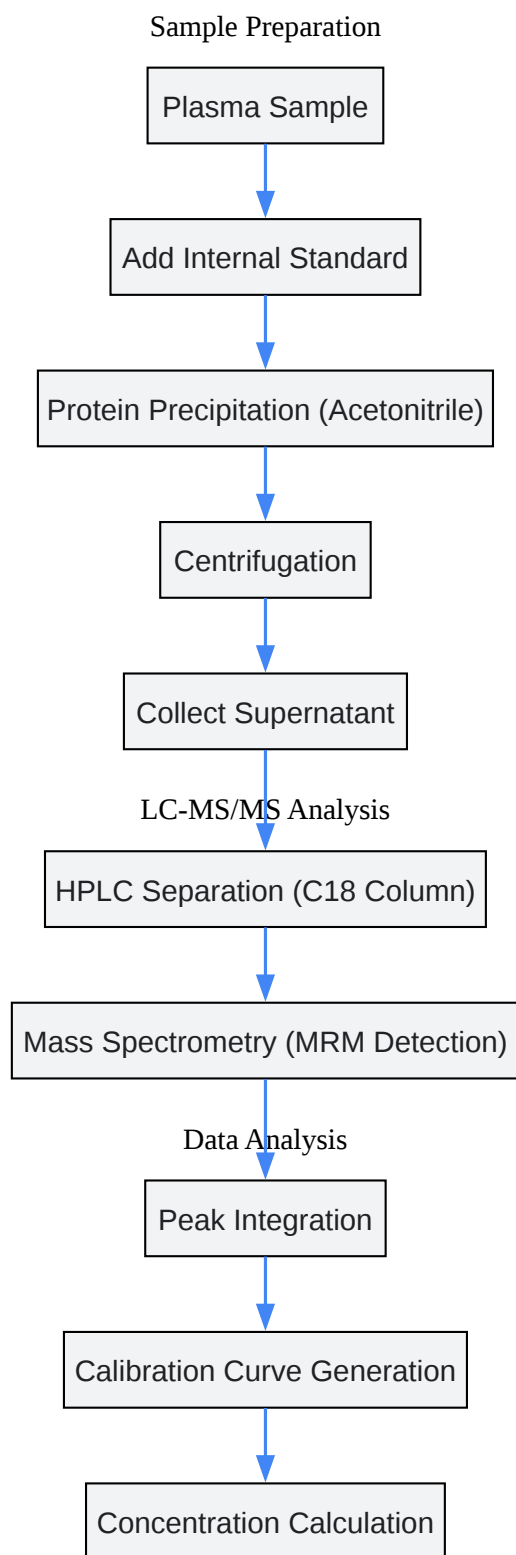 Sample Preparation
Plasma Sample
Add Internal Standard
Protein Precipitation (Acetonitrile)
Centrifugation
Collect Supernatant
LC-MS/MS Analysis
HPLC Separation (C18 Column)
Mass Spectrometry (MRM Detection)
Data Analysis
Peak Integration
Calibration Curve Generation
Concentration Calculation